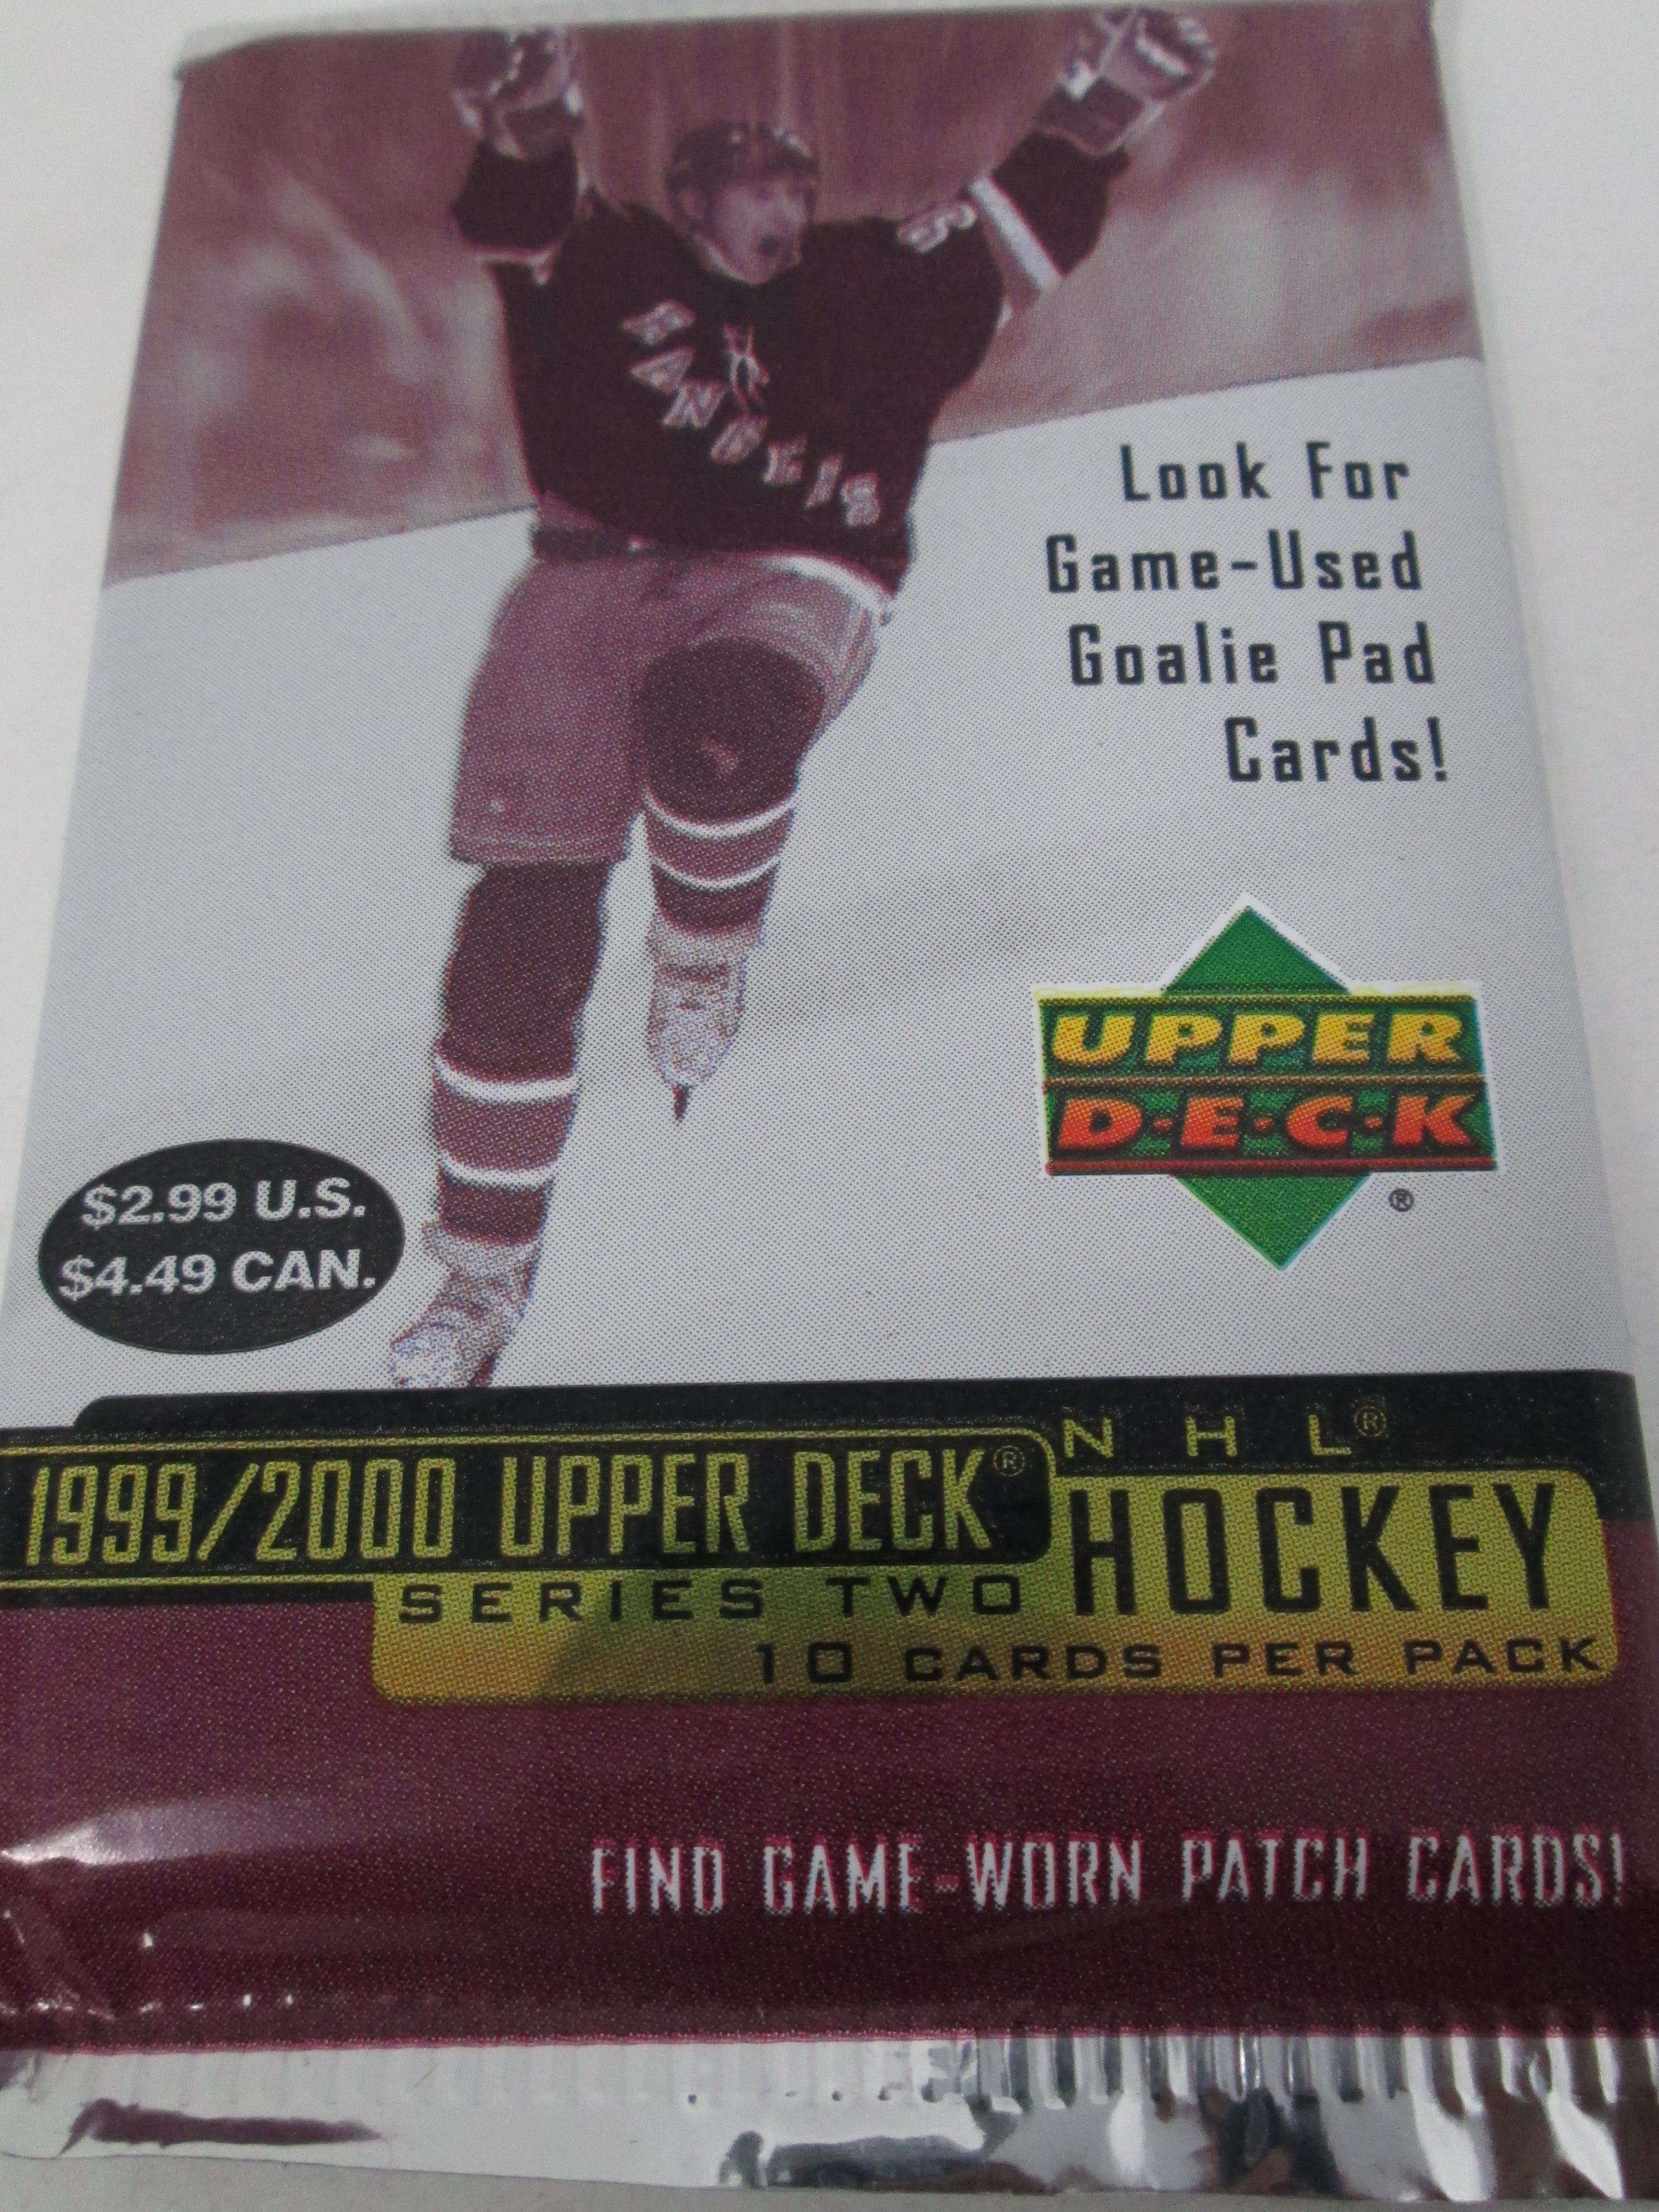 RANGERS
Look For
Game-Used
Goalie Pad
Cards!
UPPER
D·E·C·K
®
$2.99 U.S.
$4.49 CAN.
NHL®
1999/2000 UPPER DECK® HOCKEY
SERIES TWO
10 CARDS PER PACK
FIND GAME-WORN PATCH CARDS!